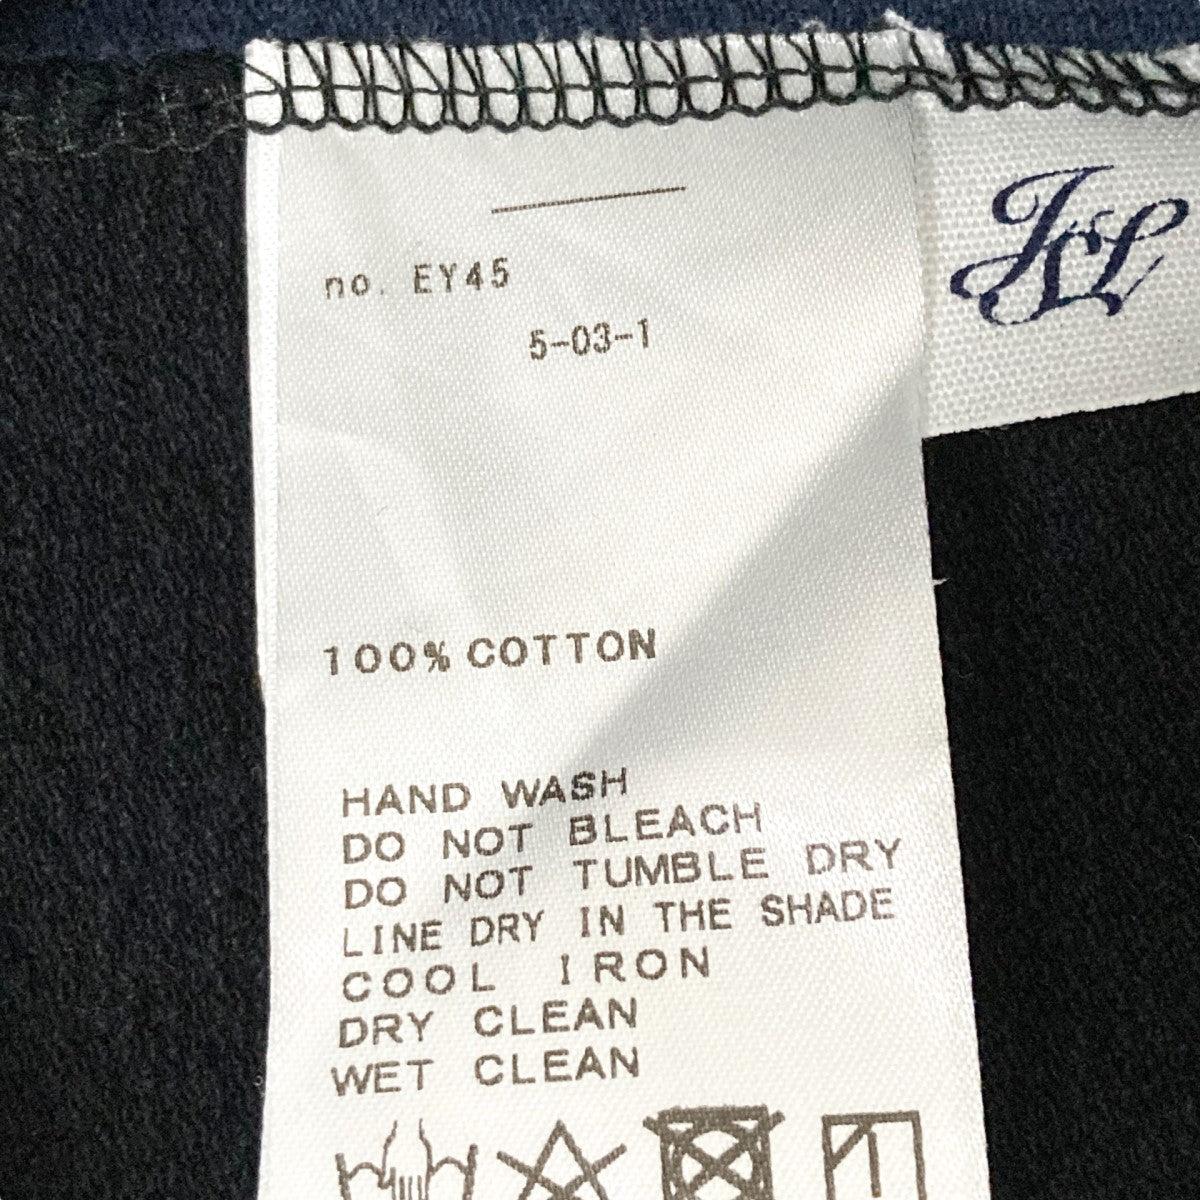 no. EY45
5-03-1
100% COTTON
HAND WASH
DO NOT BLEACH
DO NOT TUMBLE DRY
LINE DRY IN THE SHADE
COOL IRON
DRY CLEAN
WET CLEAN